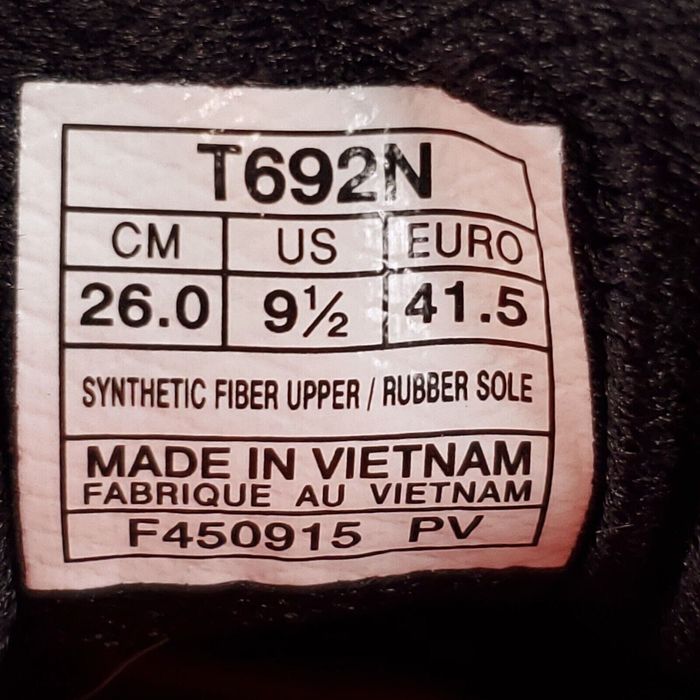 T692N
CM US EURO
26.0 9½ 41.5
SYNTHETIC FIBER UPPER / RUBBER SOLE
MADE IN VIETNAM
FABRIQUE AU VIETNAM
F450915 PV